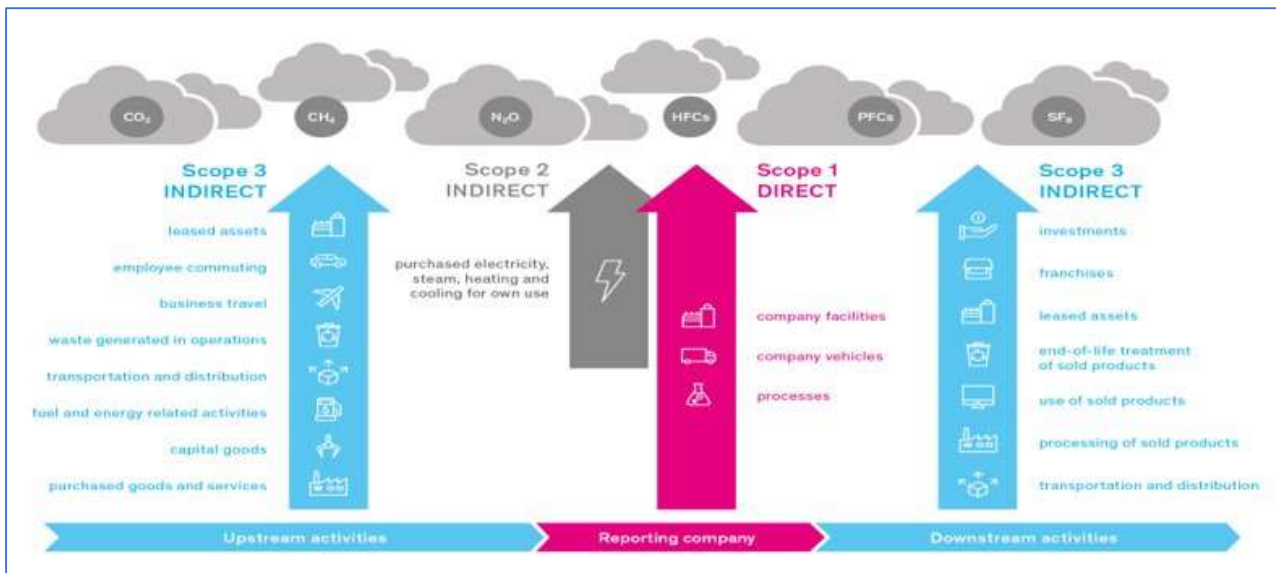 CO₂
CH₄
N₂O
HFCs
PFCs
SF₆
Scope 3
INDIRECT
leased assets
employee commuting
business travel
waste generated in operations
transportation and distribution
fuel and energy related activities
capital goods
purchased goods and services
Scope 2
INDIRECT
purchased electricity,
steam, heating and
cooling for own use
Scope 1
DIRECT
company facilities
company vehicles
processes
Scope 3
INDIRECT
investments
franchises
leased assets
end-of-life treatment
of sold products
use of sold products
processing of sold products
transportation and distribution
Upstream activities
Reporting company
Downstream activities